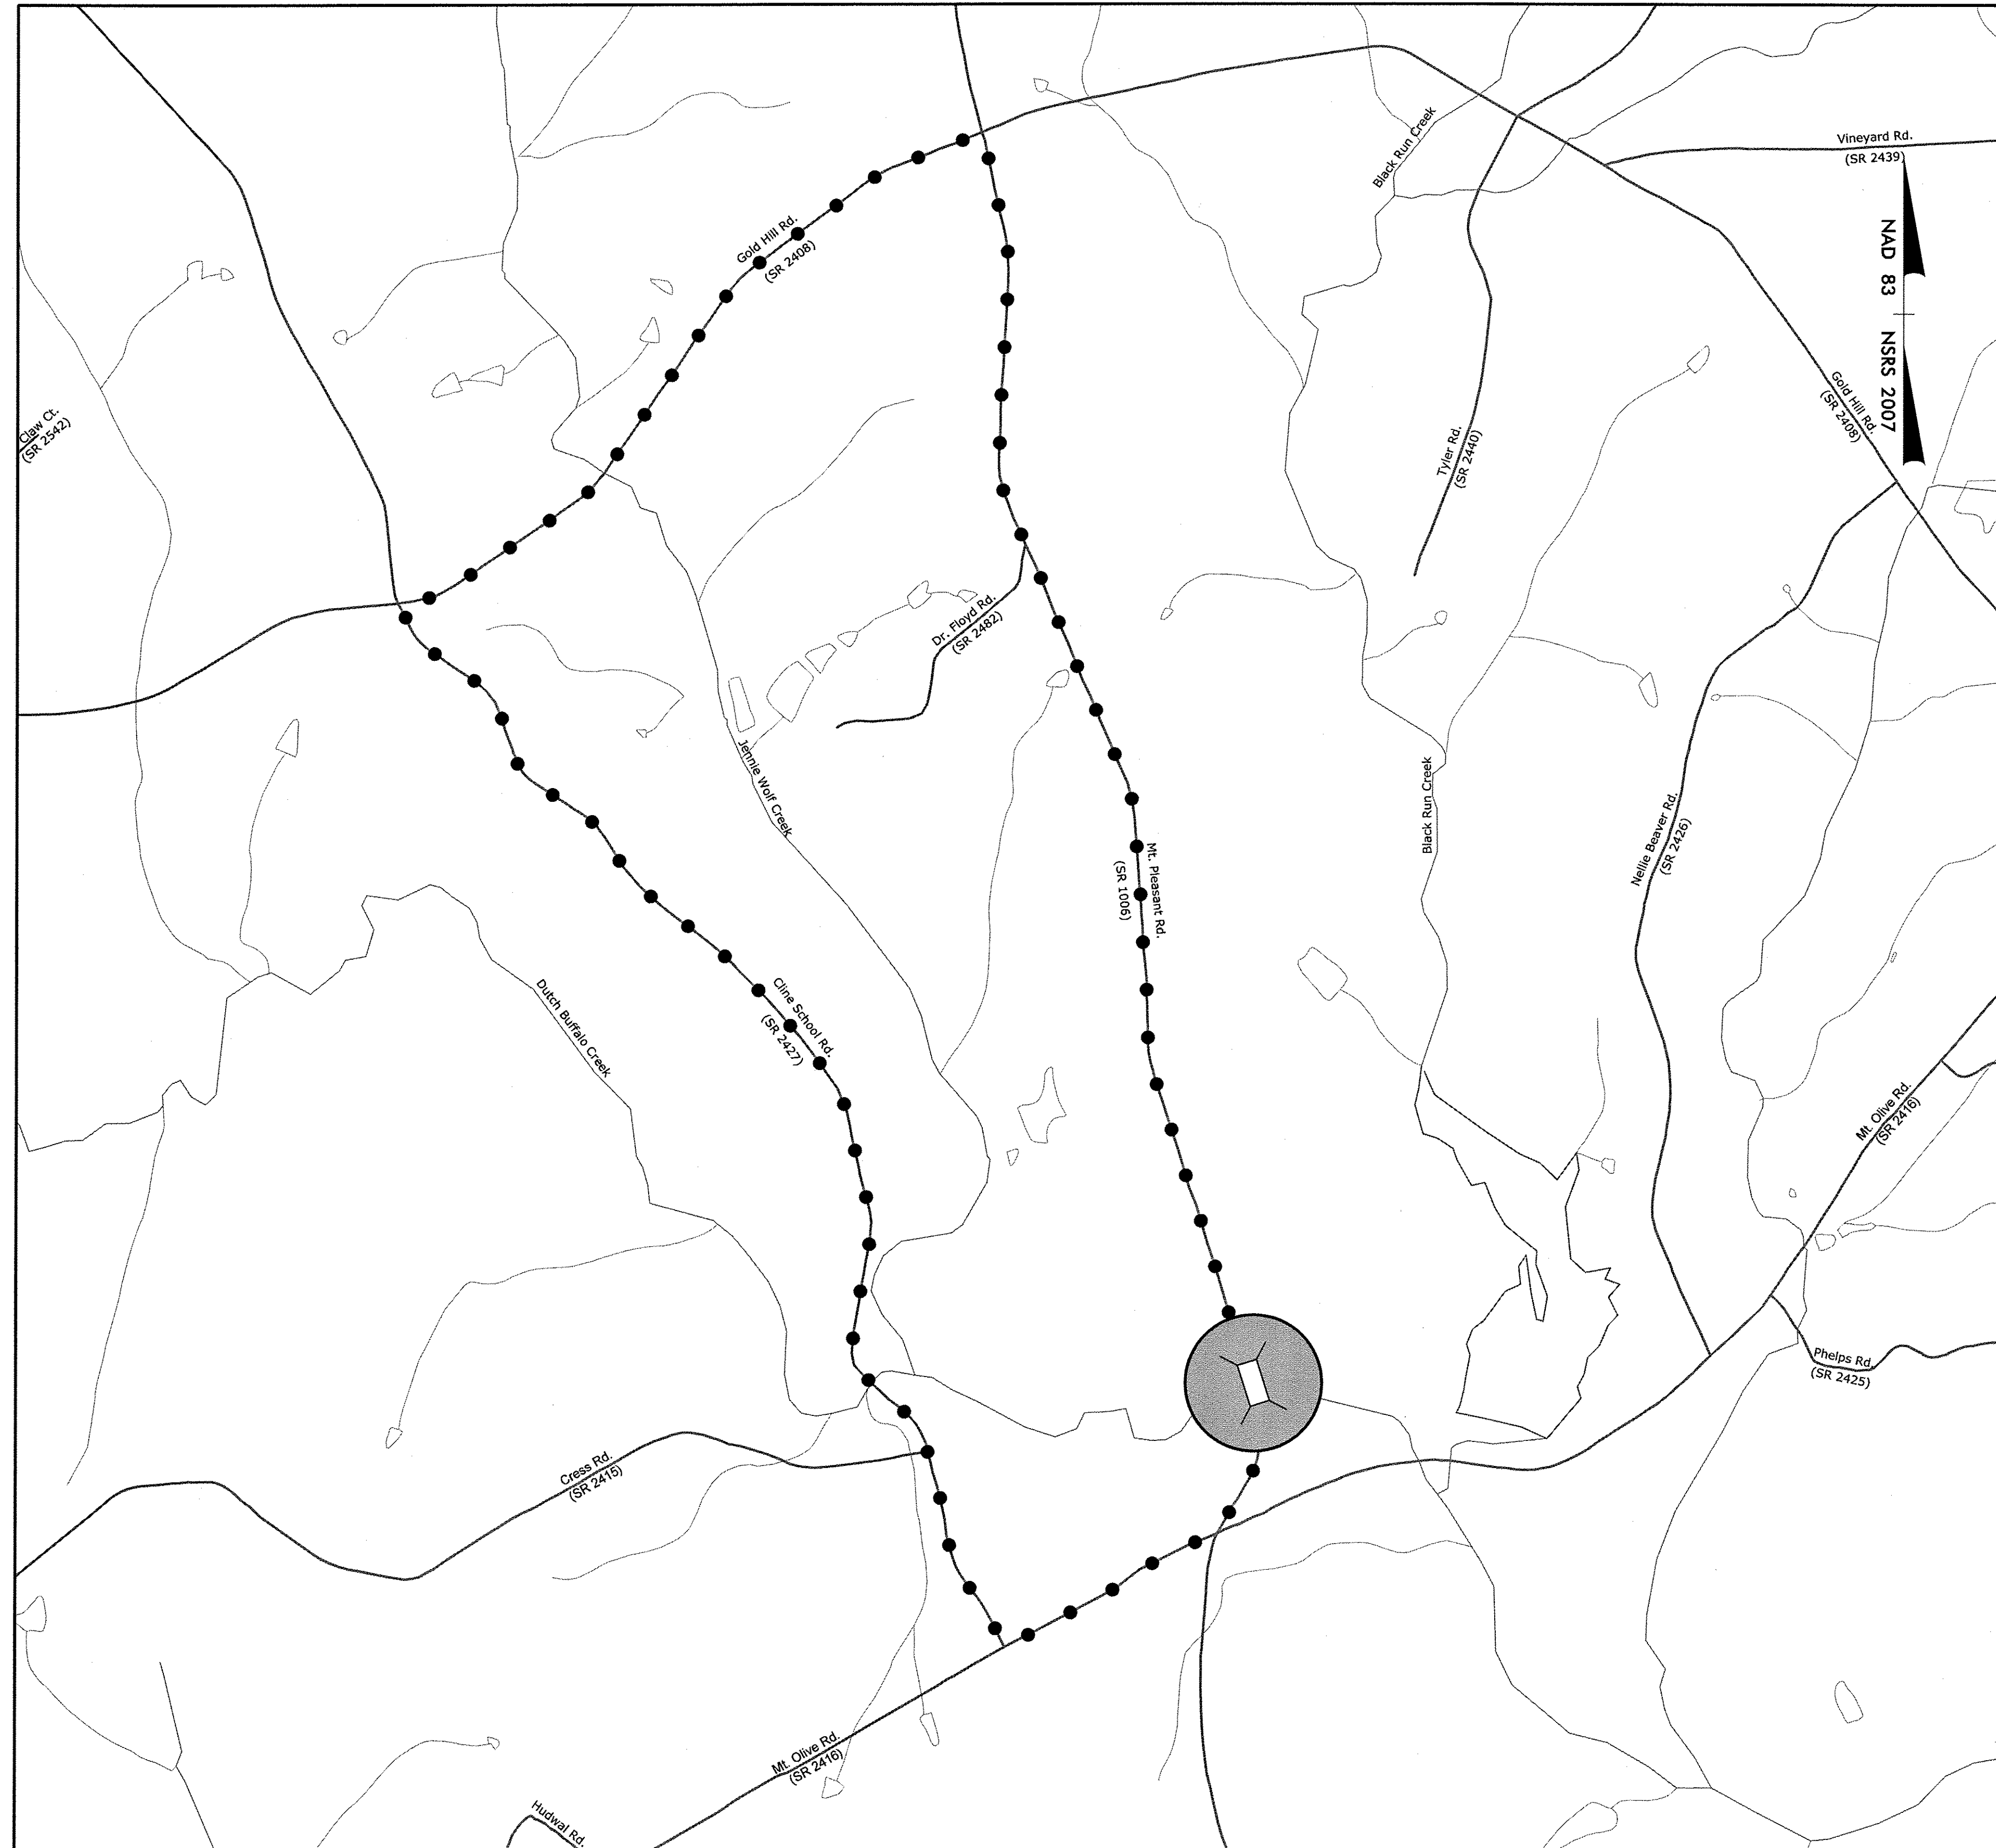 Vineyard Rd.
(SR 2439)
Black Run Creek
NAD 83 NSRS 2007
Gold Hill Rd.
(SR 2408)
Gold Hill Rd.
(SR 2408)
Claw Ct.
(SR 2542)
Tyler Rd.
(SR 2440)
Dr. Floyd Rd.
(SR 2482)
Jennie Wolf Creek
Black Run Creek
Mt. Pleasant Rd.
(SR 1006)
Nellie Beaver Rd.
(SR 2426)
Dutch Buffalo Creek
Cline School Rd.
(SR 2427)
Mt. Olive Rd.
(SR 2416)
Phelps Rd.
(SR 2425)
Cress Rd.
(SR 2415)
Mt. Olive Rd.
(SR 2416)
Hudwal Rd.